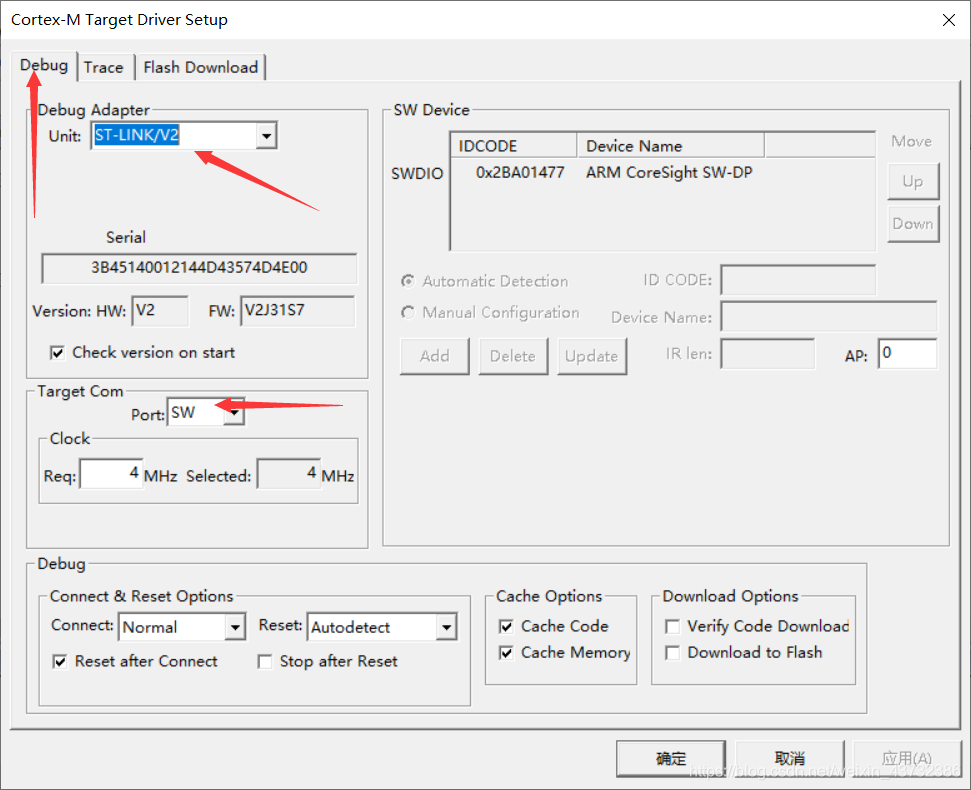 Cortex-M Target Driver Setup
Debug Trace Flash Download
Debug Adapter
Unit: ST-LINK/V2
Serial
3B45140012144D43574D4E00
Version: HW: V2 FW: V2J31S7
Check version on start
Target Com
Port: SW
Clock
Req: 4 MHz Selected: 4 MHz
SW Device
IDCODE Device Name
SWDIO 0x2BA01477 ARM CoreSight SW-DP
Move
Up
Down
Automatic Detection ID CODE:
Manual Configuration Device Name:
Add Delete Update IR len: AP: 0
Debug
Connect & Reset Options
Connect: Normal Reset: Autodetect
Reset after Connect Stop after Reset
Cache Options
Cache Code
Cache Memory
Download Options
Verify Code Download
Download to Flash
确定 取消 应用(A)
https://blog.csdn.net/weixin_43732386